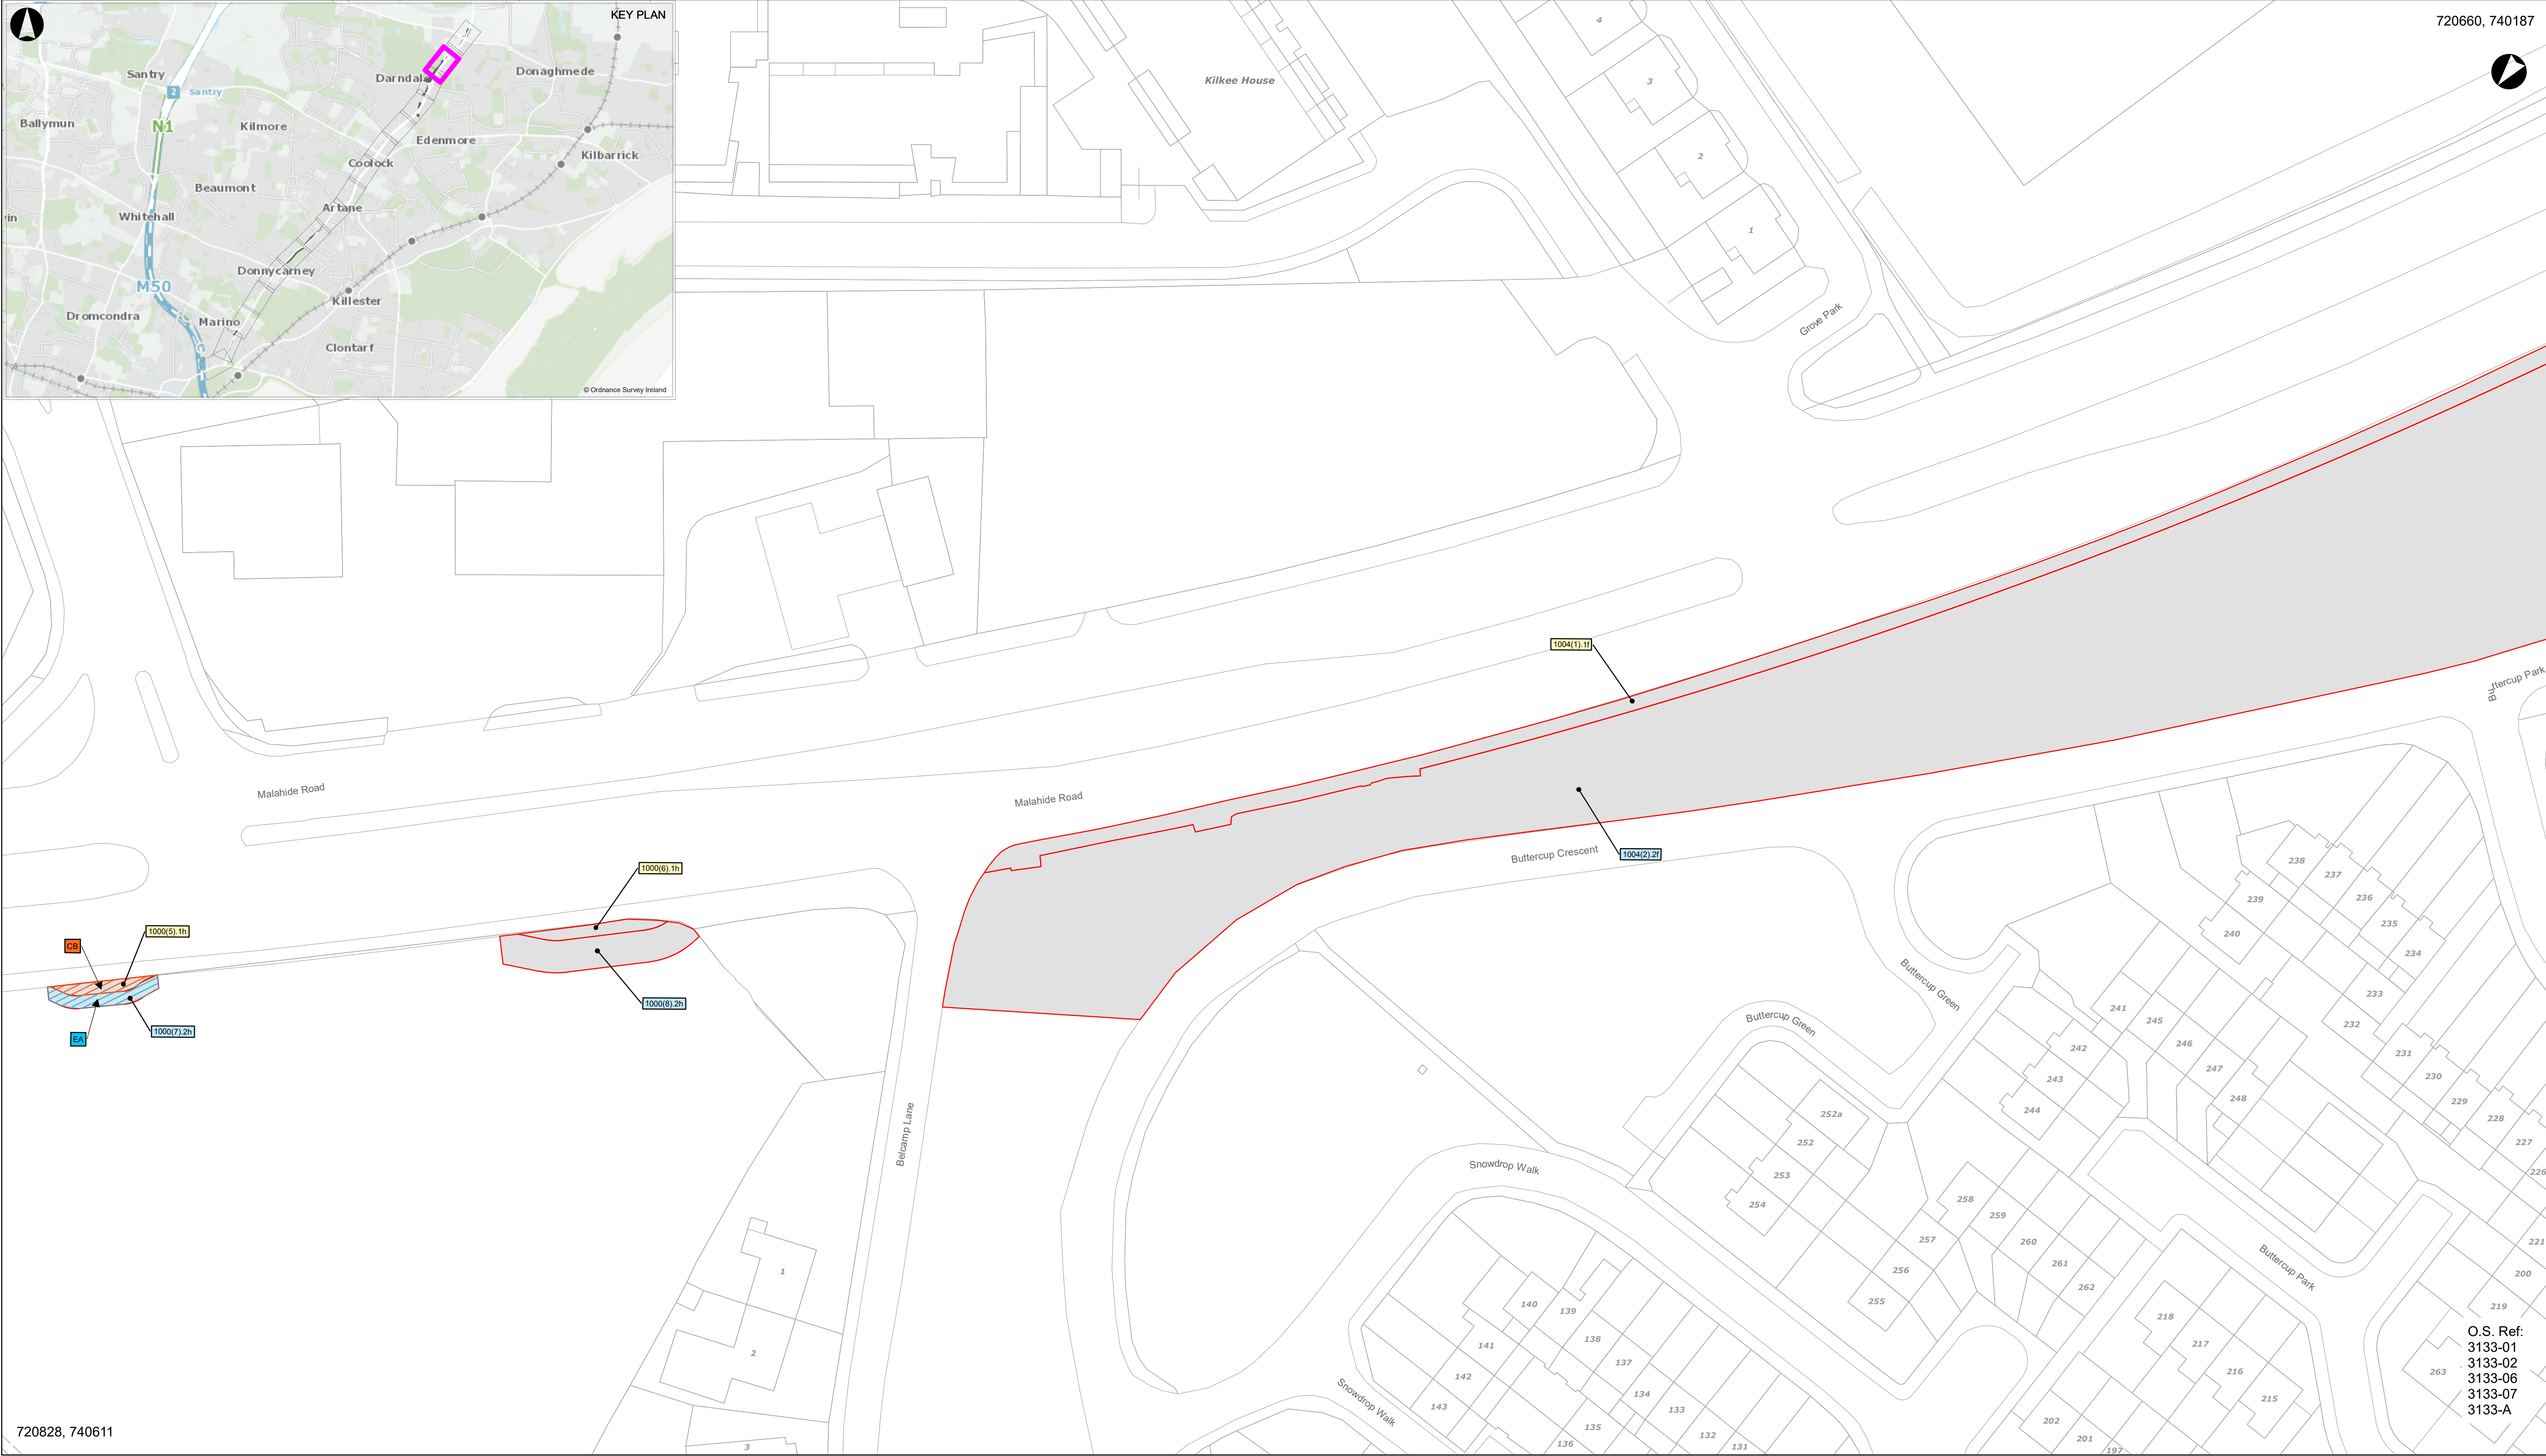 KEY PLAN
Santry
2
Santry
Darndale
Donaghmede
Ballymun
N1
Kilmore
Edenmore
Coolock
Kilbarrick
Beaumont
Artane
vin
Whitehall
Donnycarney
M50
Killester
Dromcondra
Marino
Clontarf
© Ordnance Survey Ireland
720660, 740187
Kilkee House
4
3
2
1
Grove Park
Malahide Road
Malahide Road
1004(1).1f
1004(2).2f
1000(6).1h
1000(8).2h
CB
1000(5).1h
EA
1000(7).2h
Buttercup Crescent
Buttercup Park
Buttercup Green
Buttercup Green
Belcamp Lane
Snowdrop Walk
Snowdrop Walk
Buttercup Park
238
237
236
235
234
239
240
233
232
231
230
229
228
227
226
241
245
246
247
248
242
243
244
252a
252
253
254
258
259
260
261
262
257
256
255
221
200
219
218
217
216
215
263
202
201
197
140
139
138
137
141
142
143
134
133
132
131
135
136
1
2
3
O.S. Ref:
3133-01
3133-02
3133-06
3133-07
3133-A
720828, 740611